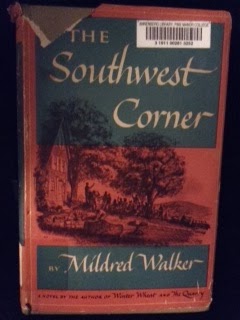 THE
Southwest
Corner
BY Mildred Walker
A NOVEL BY THE AUTHOR OF Winter Wheat AND The Quarry